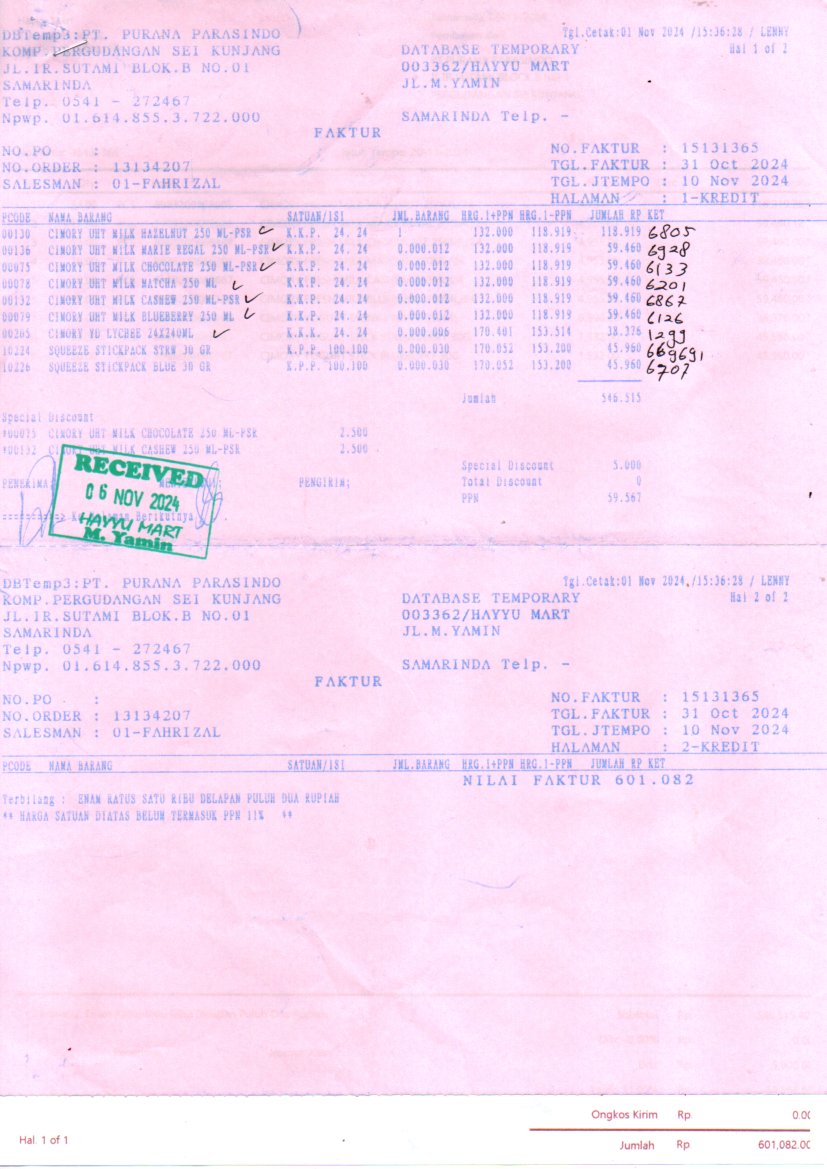 DBTemp3:PT. PURANA PARASINDO
Tgl.Cetak:01 Nov 2024 /15:36:28 / LENNY
KOMP.PERGUDANGAN SEI KUNJANG
DATABASE TEMPORARY
Hal 1 of 2
JL.IR.SUTAMI BLOK.B NO.01
003362/HAYYU MART
SAMARINDA
JL.M.YAMIN
Telp. 0541 - 272467
Npwp. 01.614.855.3.722.000
SAMARINDA Telp. -
FAKTUR
NO.PO :
NO.FAKTUR : 15131365
NO.ORDER : 13134207
TGL.FAKTUR : 31 Oct 2024
SALESMAN : 01-FAHRIZAL
TGL.JTEMPO : 10 Nov 2024
HALAMAN : 1-KREDIT
PCODE NAMA BARANG SATUAN/ISI JML.BARANG HRG.I+PPN HRG.I-PPN JUMLAH RP KET
00130 CIMORY UHT MILK HAZELNUT 250 ML-PSR K.K.P. 24. 24 1 132.000 118.919 118.919 6805
00136 CIMORY UHT MILK MARIE REGAL 250 ML-PSR K.K.P. 24. 24 0.000.012 132.000 118.919 59.460 6928
00075 CIMORY UHT MILK CHOCOLATE 250 ML-PSR K.K.P. 24. 24 0.000.012 132.000 118.919 59.460 6133
00078 CIMORY UHT MILK MATCHA 250 ML K.K.P. 24. 24 0.000.012 132.000 118.919 59.460 6201
00132 CIMORY UHT MILK CASHEW 250 ML-PSR K.K.P. 24. 24 0.000.012 132.000 118.919 59.460 6867
00079 CIMORY UHT MILK BLUEBERRY 250 ML K.K.P. 24. 24 0.000.012 132.000 118.919 59.460 6126
00205 CIMORY YD LYCHEE 24X240ML K.K.K. 24. 24 0.000.006 170.401 153.514 38.376 1299
10224 SQUEEZE STICKPACK STRW 30 GR K.P.P. 100.100 0.000.030 170.052 153.200 45.960 669691
10226 SQUEEZE STICKPACK BLUE 30 GR K.P.P. 100.100 0.000.030 170.052 153.200 45.960 6707
Jumlah 546.515
Special Discount
*00075 CIMORY UHT MILK CHOCOLATE 250 ML-PSR 2.500
*00132 CIMORY UHT MILK CASHEW 250 ML-PSR 2.500
Special Discount 5.000
PENERIMA; PENGIRIM; Total Discount 0
PPN 59.567
Halaman Berikutnya
RECEIVED
06 NOV 2024
HAYYU MART
M. Yamin
DBTemp3:PT. PURANA PARASINDO
Tgl.Cetak:01 Nov 2024 /15:36:28 / LENNY
KOMP.PERGUDANGAN SEI KUNJANG
DATABASE TEMPORARY
Hal 2 of 2
JL.IR.SUTAMI BLOK.B NO.01
003362/HAYYU MART
SAMARINDA
JL.M.YAMIN
Telp. 0541 - 272467
Npwp. 01.614.855.3.722.000
SAMARINDA Telp. -
FAKTUR
NO.PO :
NO.FAKTUR : 15131365
NO.ORDER : 13134207
TGL.FAKTUR : 31 Oct 2024
SALESMAN : 01-FAHRIZAL
TGL.JTEMPO : 10 Nov 2024
HALAMAN : 2-KREDIT
PCODE NAMA BARANG SATUAN/ISI JML.BARANG HRG.I+PPN HRG.I-PPN JUMLAH RP KET
NILAI FAKTUR 601.082
Terbilang : ENAM RATUS SATU RIBU DELAPAN PULUH DUA RUPIAH
** HARGA SATUAN DIATAS BELUM TERMASUK PPN 11% **
Ongkos Kirim Rp 0.00
Hal. 1 of 1
Jumlah Rp 601,082.00